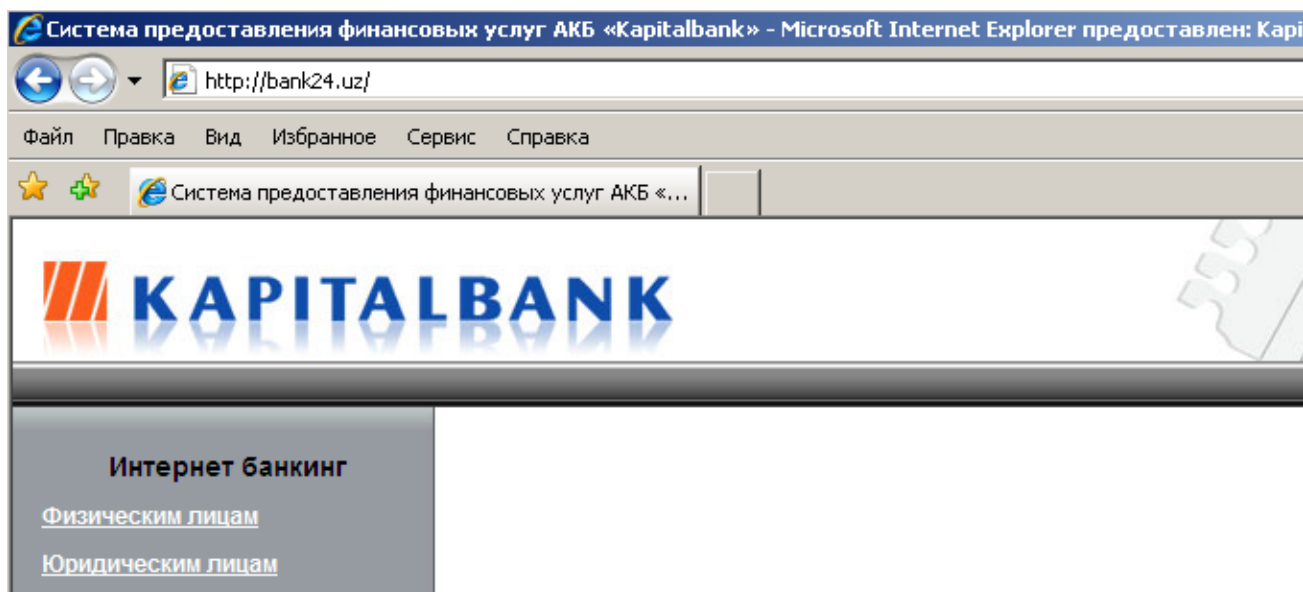 Система предоставления финансовых услуг АКБ «Kapitalbank» - Microsoft Internet Explorer предоставлен: Kapi
http://bank24.uz/
Файл Правка Вид Избранное Сервис Справка
Система предоставления финансовых услуг АКБ «...
KAPITALBANK
Интернет банкинг
Физическим лицам
Юридическим лицам